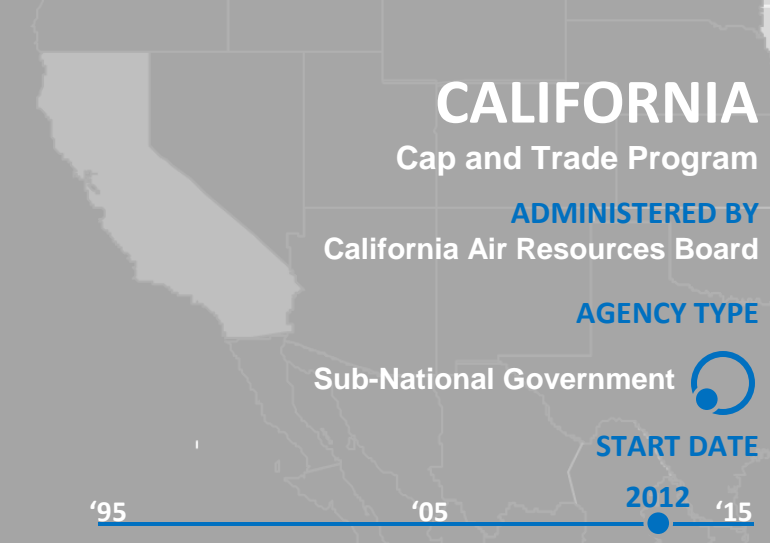 CALIFORNIA
Cap and Trade Program
ADMINISTERED BY
California Air Resources Board
AGENCY TYPE
Sub-National Government
START DATE
2012
‘95 ‘05 ‘15